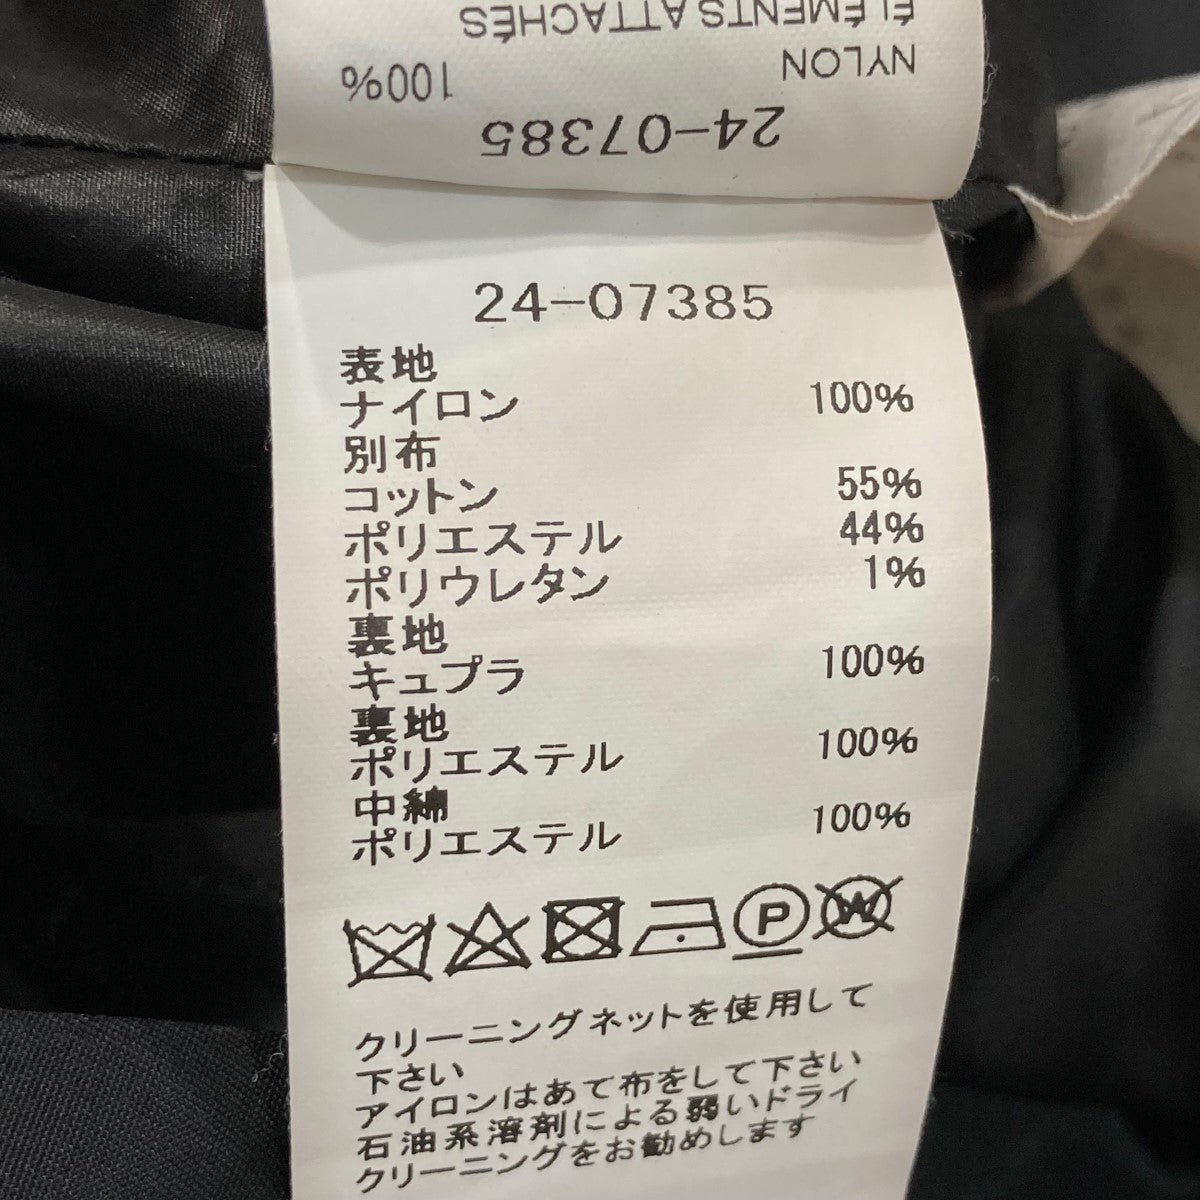 ÉLÉMENTS ATTACHÉS
NYLON 100%
24-07385
24-07385
表地
ナイロン 100%
別布
コットン 55%
ポリエステル 44%
ポリウレタン 1%
裏地
キュプラ 100%
裏地
ポリエステル 100%
中綿
ポリエステル 100%
P W
クリーニングネットを使用して
下さい
アイロンはあて布をして下さい
石油系溶剤による弱いドライ
クリーニングをお勧めします